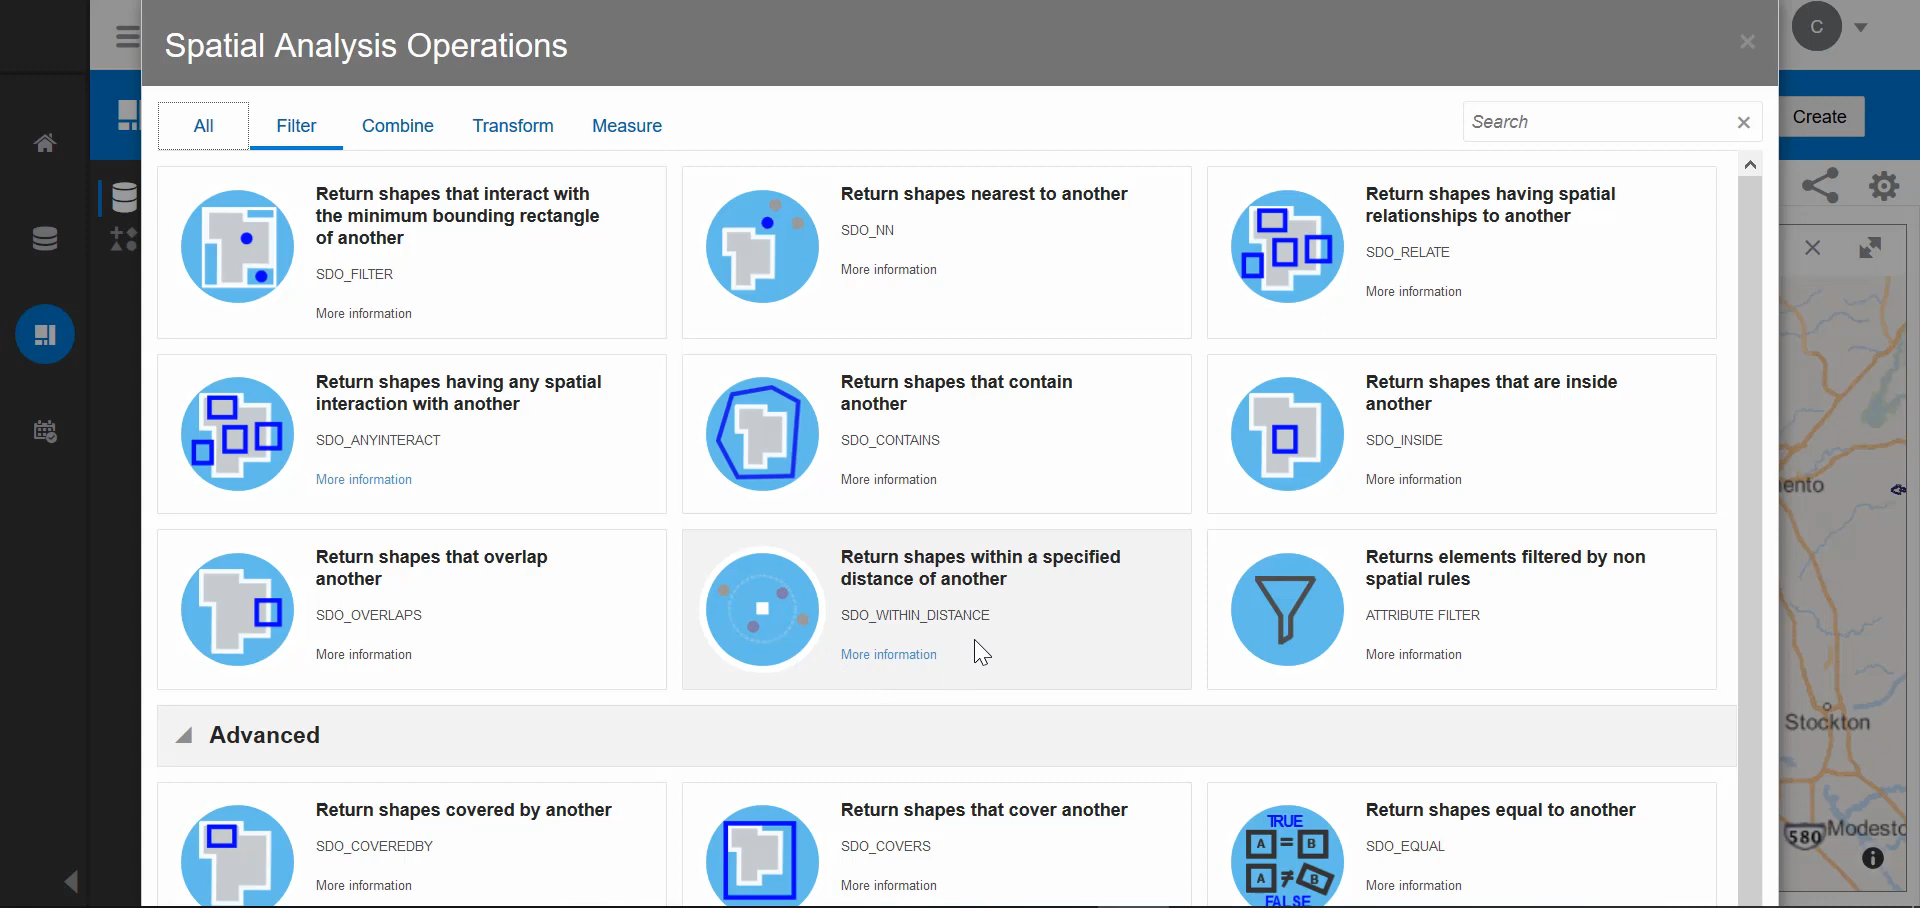 Spatial Analysis Operations
×
C
All
Filter
Combine
Transform
Measure
Search
×
Create
Return shapes that interact with
the minimum bounding rectangle
of another
SDO_FILTER
More information
Return shapes nearest to another
SDO_NN
More information
Return shapes having spatial
relationships to another
SDO_RELATE
More information
Return shapes having any spatial
interaction with another
SDO_ANYINTERACT
More information
Return shapes that contain
another
SDO_CONTAINS
More information
Return shapes that are inside
another
SDO_INSIDE
More information
Return shapes that overlap
another
SDO_OVERLAPS
More information
Return shapes within a specified
distance of another
SDO_WITHIN_DISTANCE
More information
Returns elements filtered by non
spatial rules
ATTRIBUTE FILTER
More information
Advanced
Return shapes covered by another
SDO_COVEREDBY
More information
Return shapes that cover another
SDO_COVERS
More information
TRUE
A = B
A ≠ B
FALSE
Return shapes equal to another
SDO_EQUAL
More information
ento
Stockton
580
Modesto